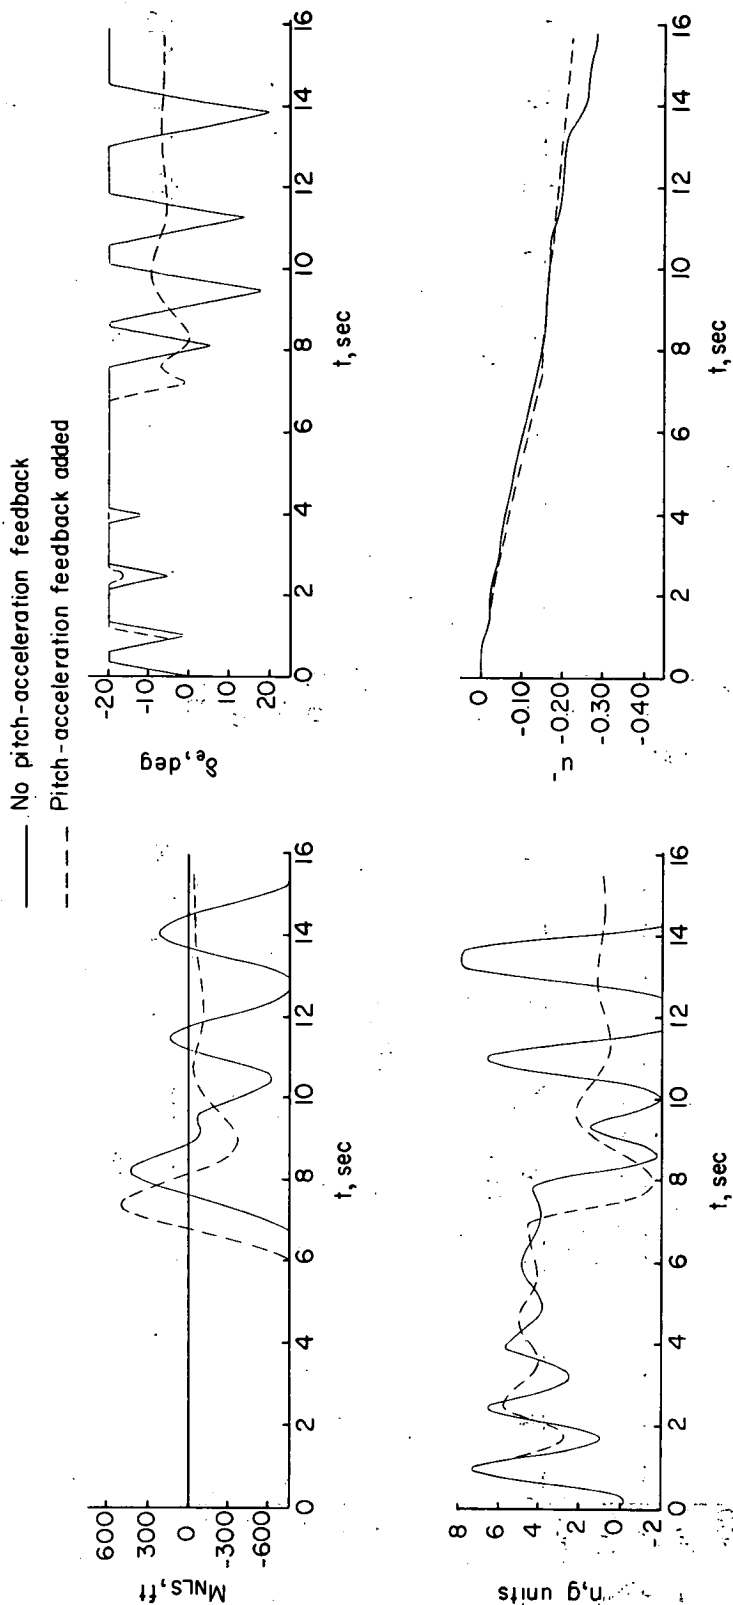 No pitch-acceleration feedback
Pitch-acceleration feedback added
600
300
0
-300
-600
M_NLS, ft
0 2 4 6 8 10 12 14 16
t, sec
-20
-10
0
10
20
δe, deg
0 2 4 6 8 10 12 14 16
t, sec
8
6
4
2
0
-2
n, g units
0 2 4 6 8 10 12 14 16
t, sec
0
-0.10
-0.20
-0.30
-0.40
u'
0 2 4 6 8 10 12 14 16
t, sec